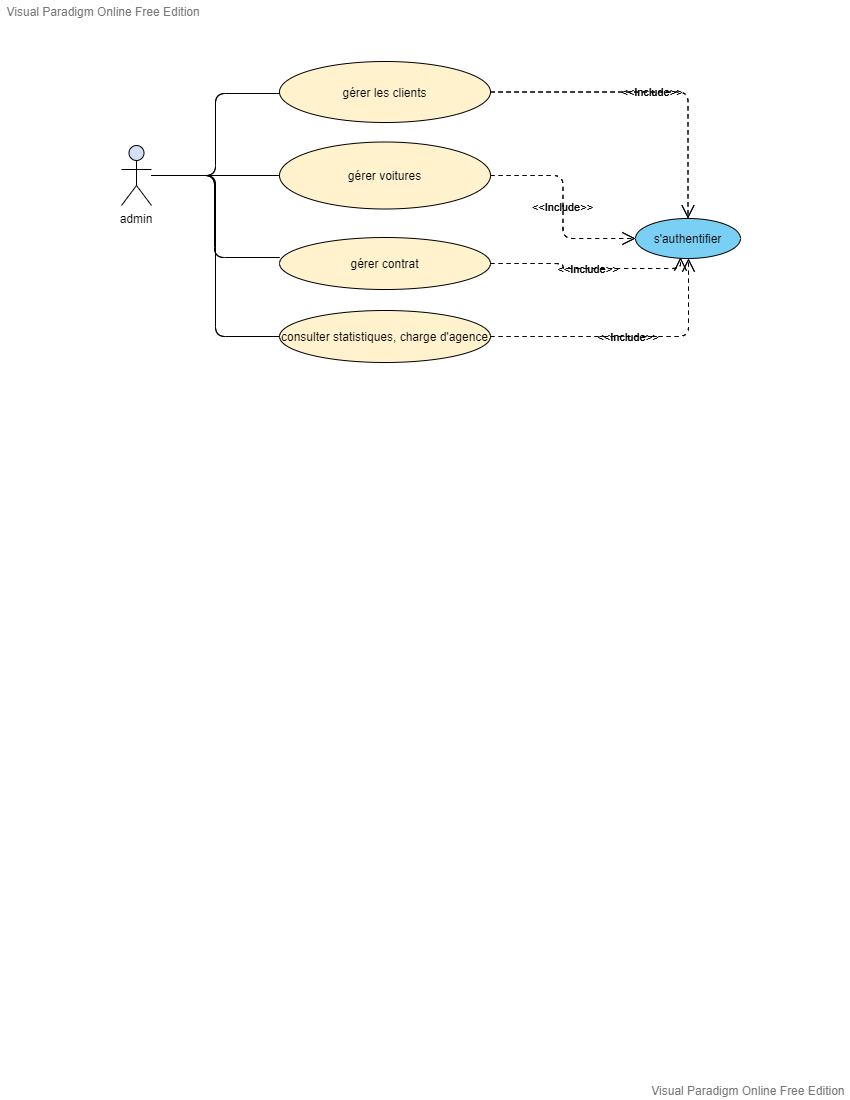 Visual Paradigm Online Free Edition
gérer les clients
<<Include>>
gérer voitures
<<Include>>
admin
s'authentifier
gérer contrat
<<Include>>
consulter statistiques, charge d'agence
<<Include>>
Visual Paradigm Online Free Edition